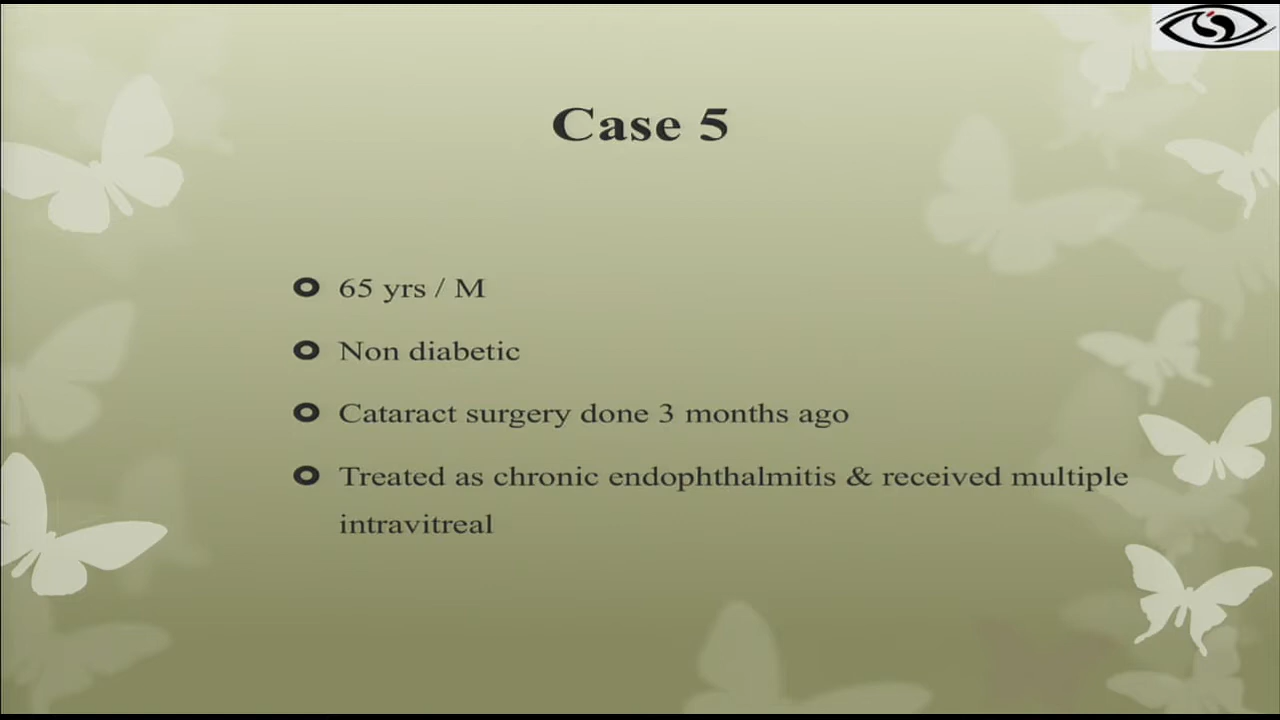 Case 5
65 yrs / M
Non diabetic
Cataract surgery done 3 months ago
Treated as chronic endophthalmitis & received multiple
intravitreal